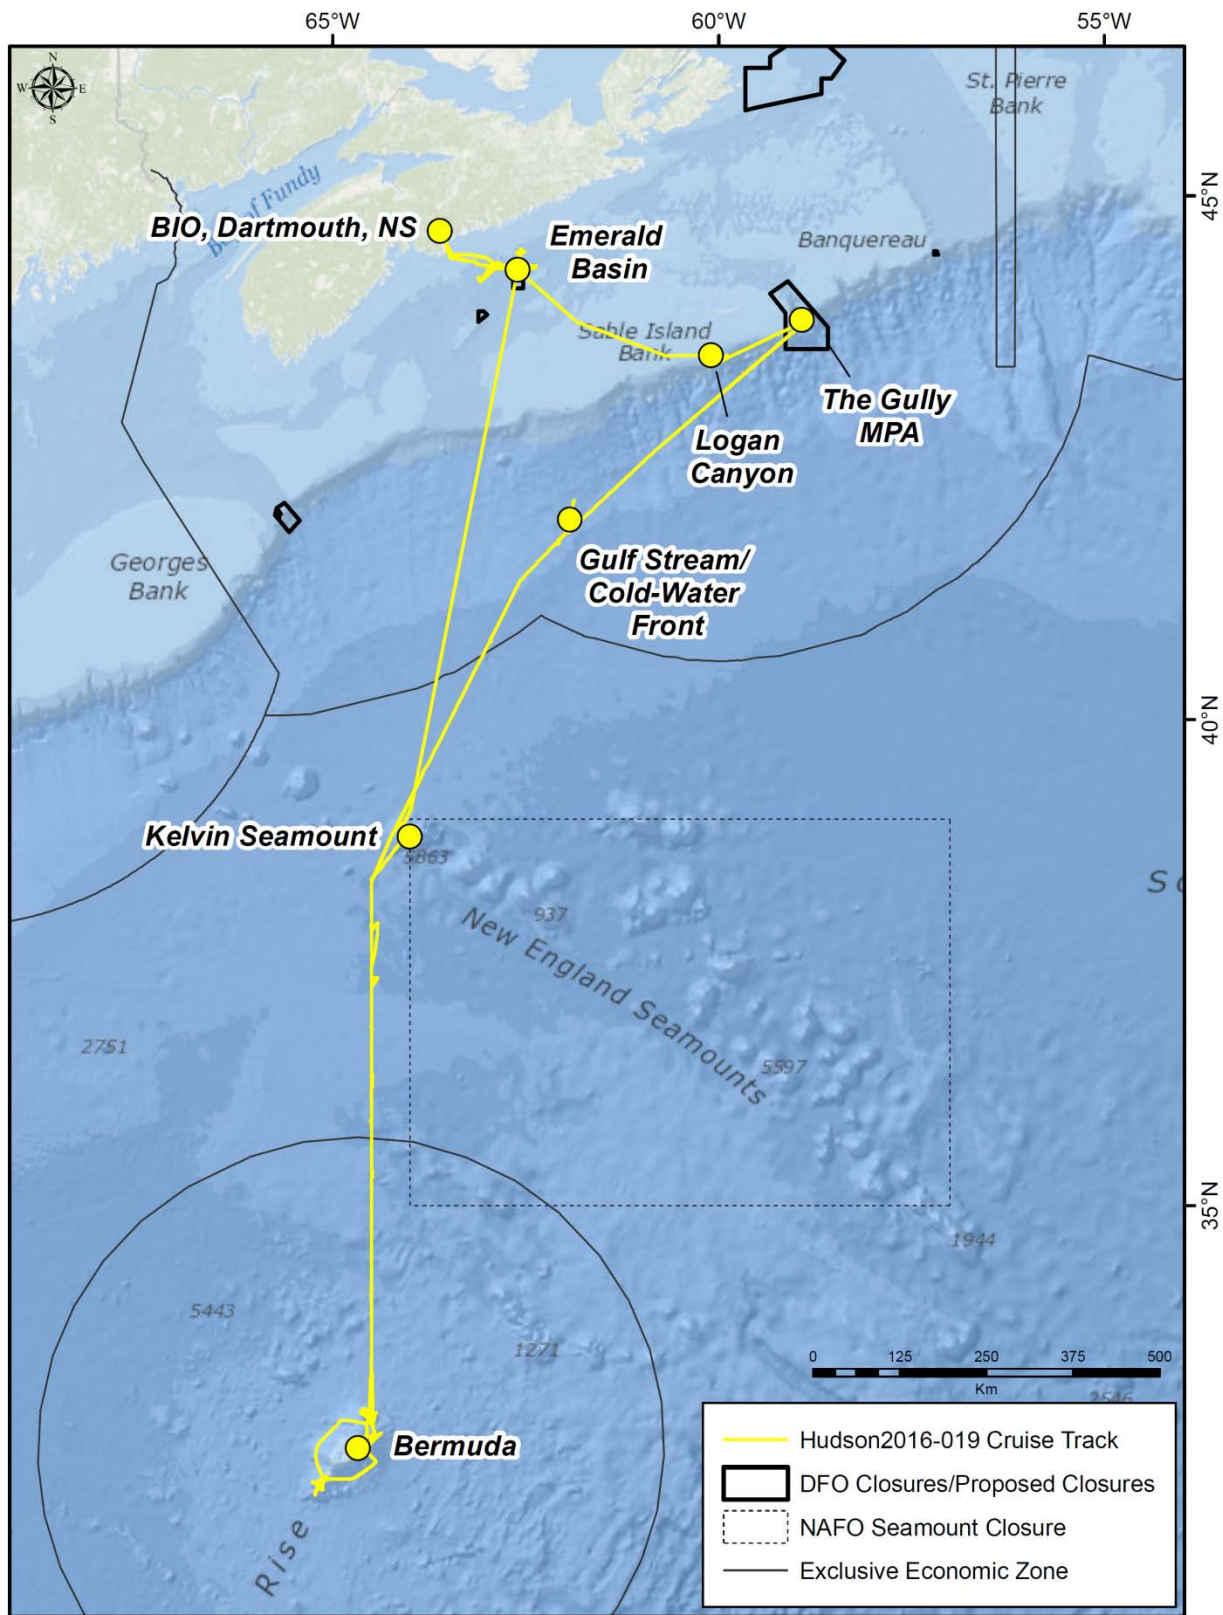 65°W
60°W
55°W
N
W
E
S
St. Pierre
Bank
Bay of Fundy
45°N
BIO, Dartmouth, NS
Emerald
Basin
Banquereau
Sable Island
Bank
The Gully
MPA
Logan
Canyon
Georges
Bank
Gulf Stream/
Cold-Water
Front
40°N
Kelvin Seamount
5863
937
New England Seamounts
2751
5597
35°N
1944
5443
1271
0 125 250 375 500
Km
2546
Bermuda
Rise
Hudson2016-019 Cruise Track
DFO Closures/Proposed Closures
NAFO Seamount Closure
Exclusive Economic Zone